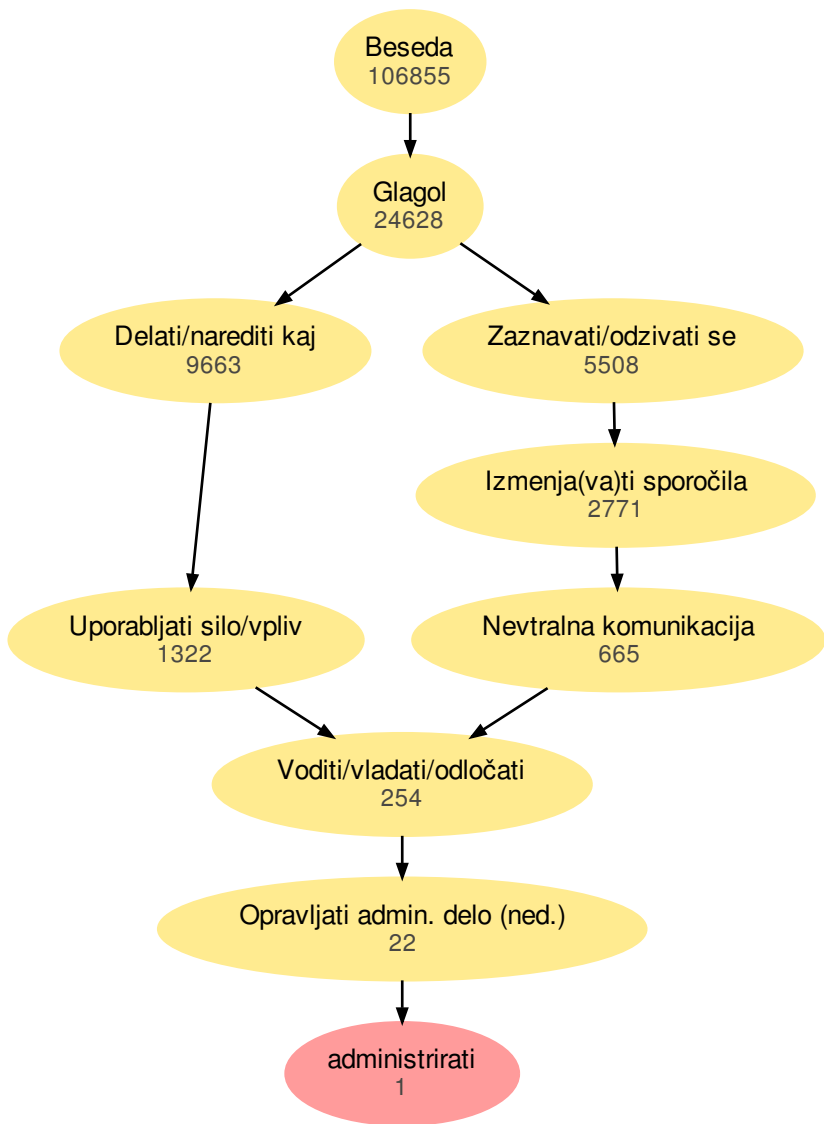 Beseda
106855
Glagol
24628
Delati/narediti kaj
9663
Zaznavati/odzivati se
5508
Izmenja(va)ti sporočila
2771
Uporabljati silo/vpliv
1322
Nevtralna komunikacija
665
Voditi/vladati/odločati
254
Opravljati admin. delo (ned.)
22
administrirati
1